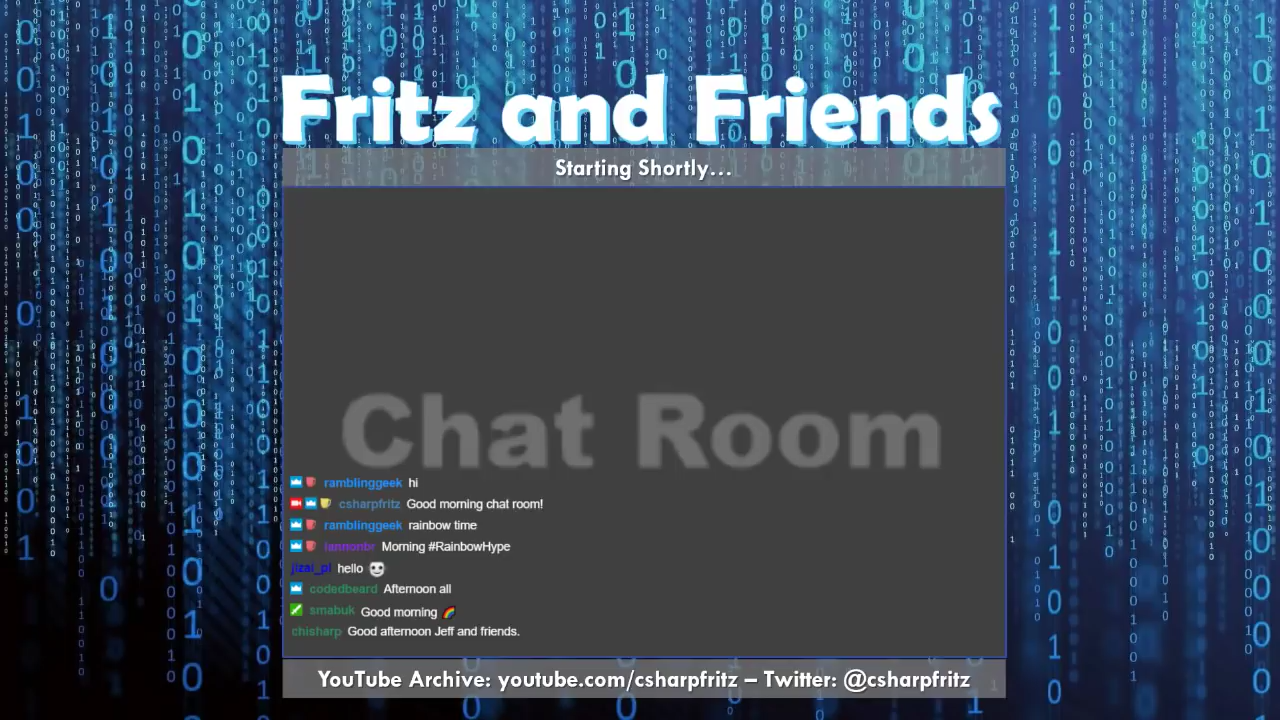 Fritz and Friends
Starting Shortly...
Chat Room
ramblinggeek hi
csharpfritz Good morning chat room!
ramblinggeek rainbow time
lannonbr Morning #RainbowHype
jizai_pl hello
codedbeard Afternoon all
smabuk Good morning 🌈
chisharp Good afternoon Jeff and friends.
YouTube Archive: youtube.com/csharpfritz – Twitter: @csharpfritz